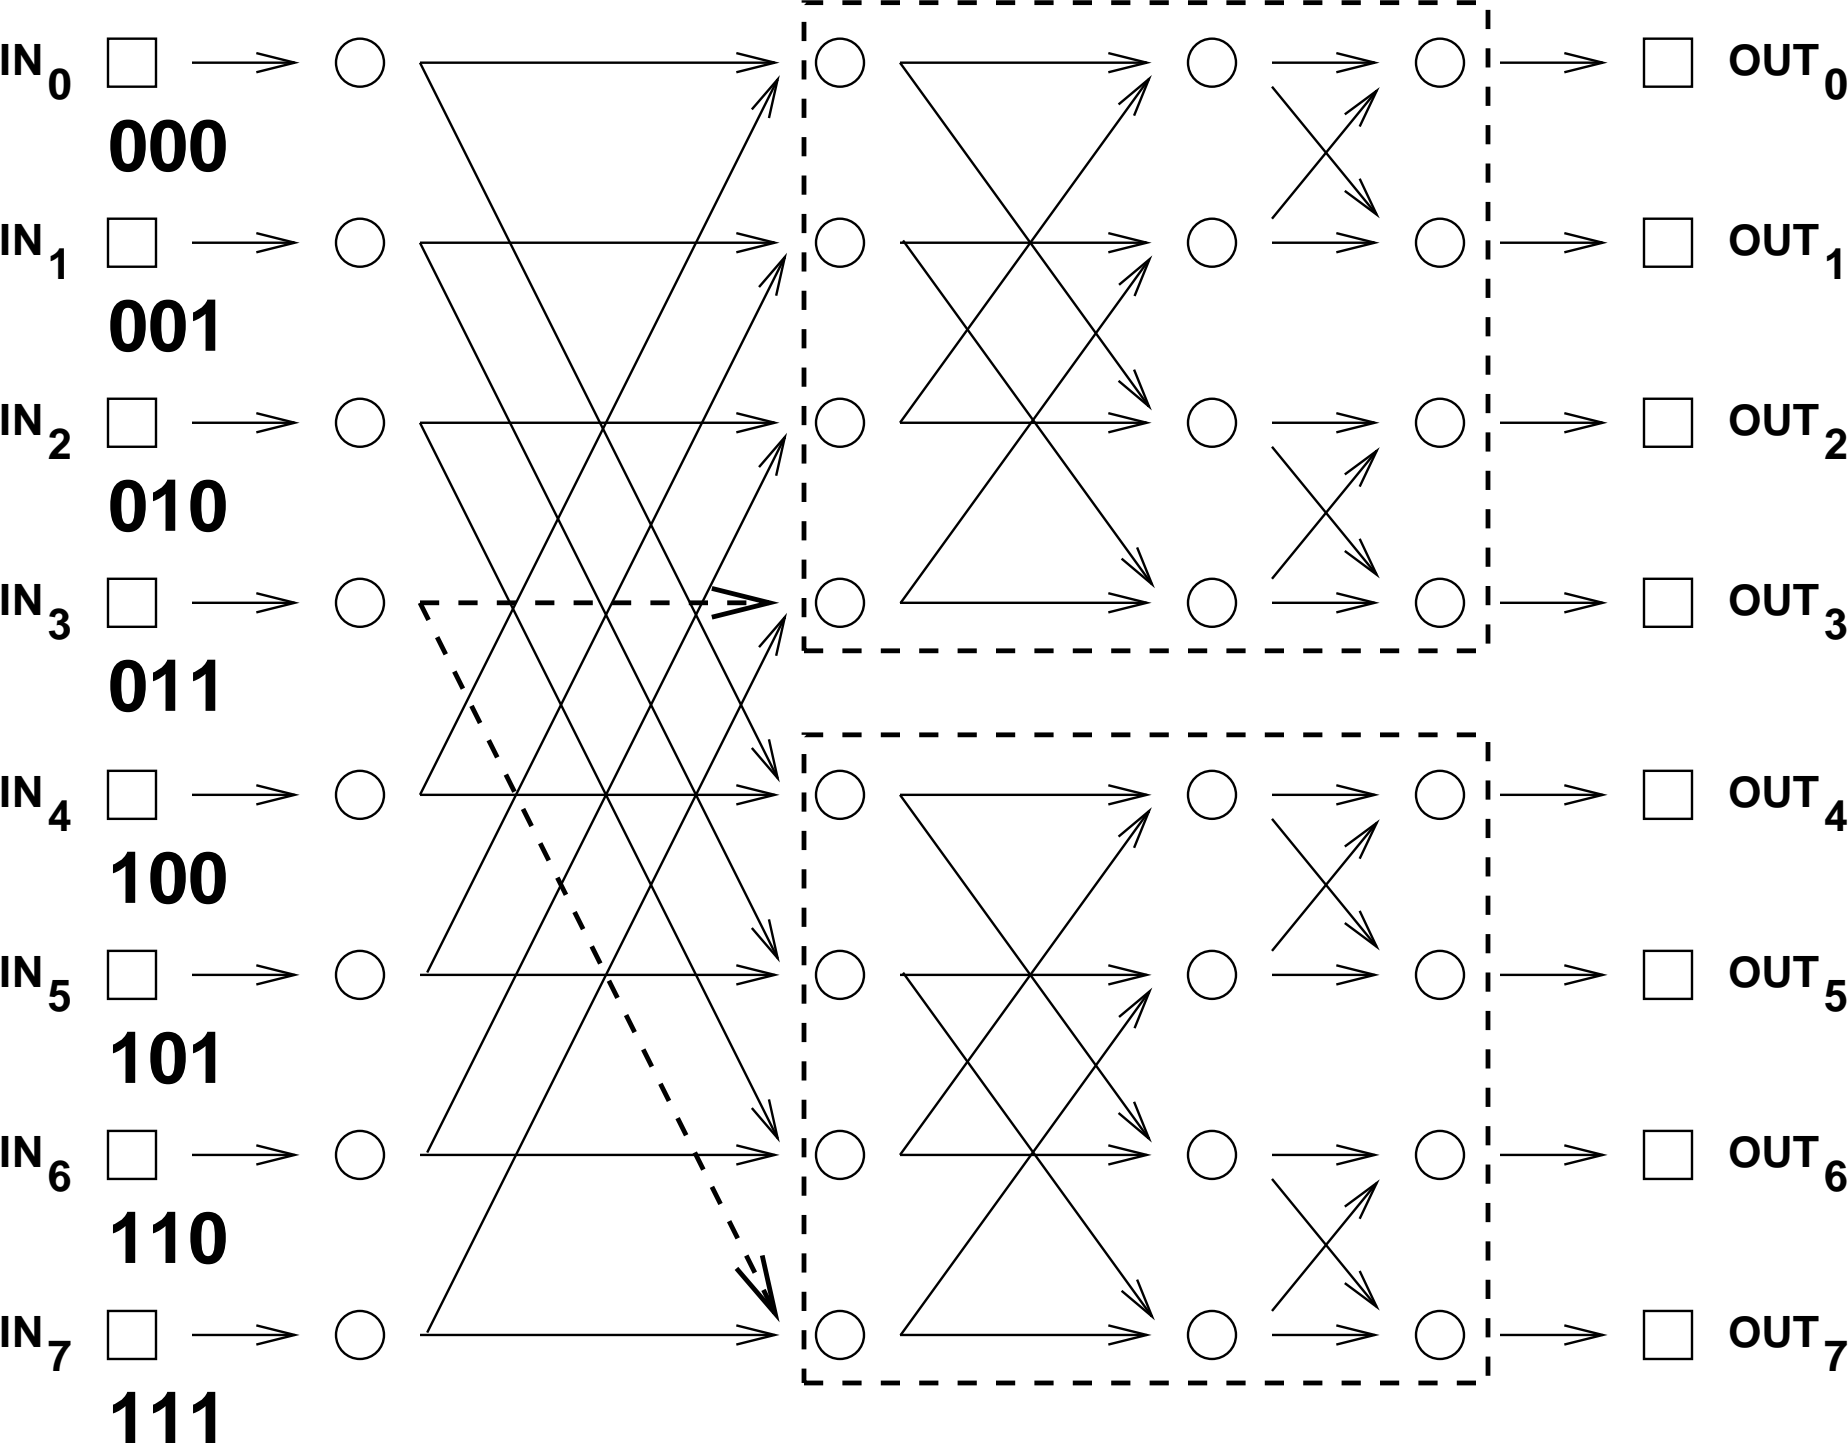 IN0 OUT0
000
IN1 OUT1
001
IN2 OUT2
010
IN3 OUT3
011
IN4 OUT4
100
IN5 OUT5
101
IN6 OUT6
110
IN7 OUT7
111